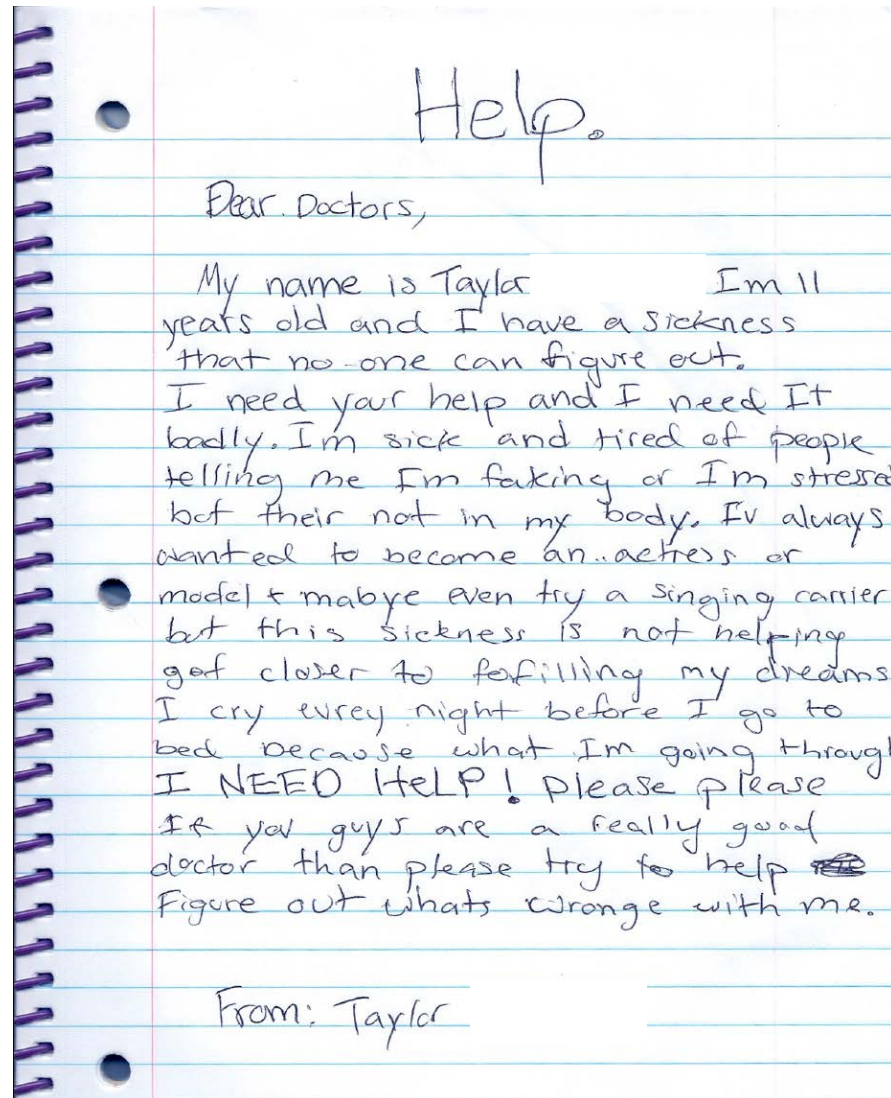 Help.
Dear Doctors,
My name is Taylor Im 11
years old and I have a sickness
that no one can figure out.
I need your help and I need It
badly. Im sick and tired of people
telling me Im faking or I'm stressed
but their not in my body. Iv always
wanted to become an actress or
model + mabye even try a singing carrier
but this sickness is not helping
get closer to forfilling my dreams
I cry evrey night before I go to
bed because what Im going through
I NEED HeLP! please please
If you guys are a really good
doctor than please try to help
Figure out whats wronge with me.
From: Taylor